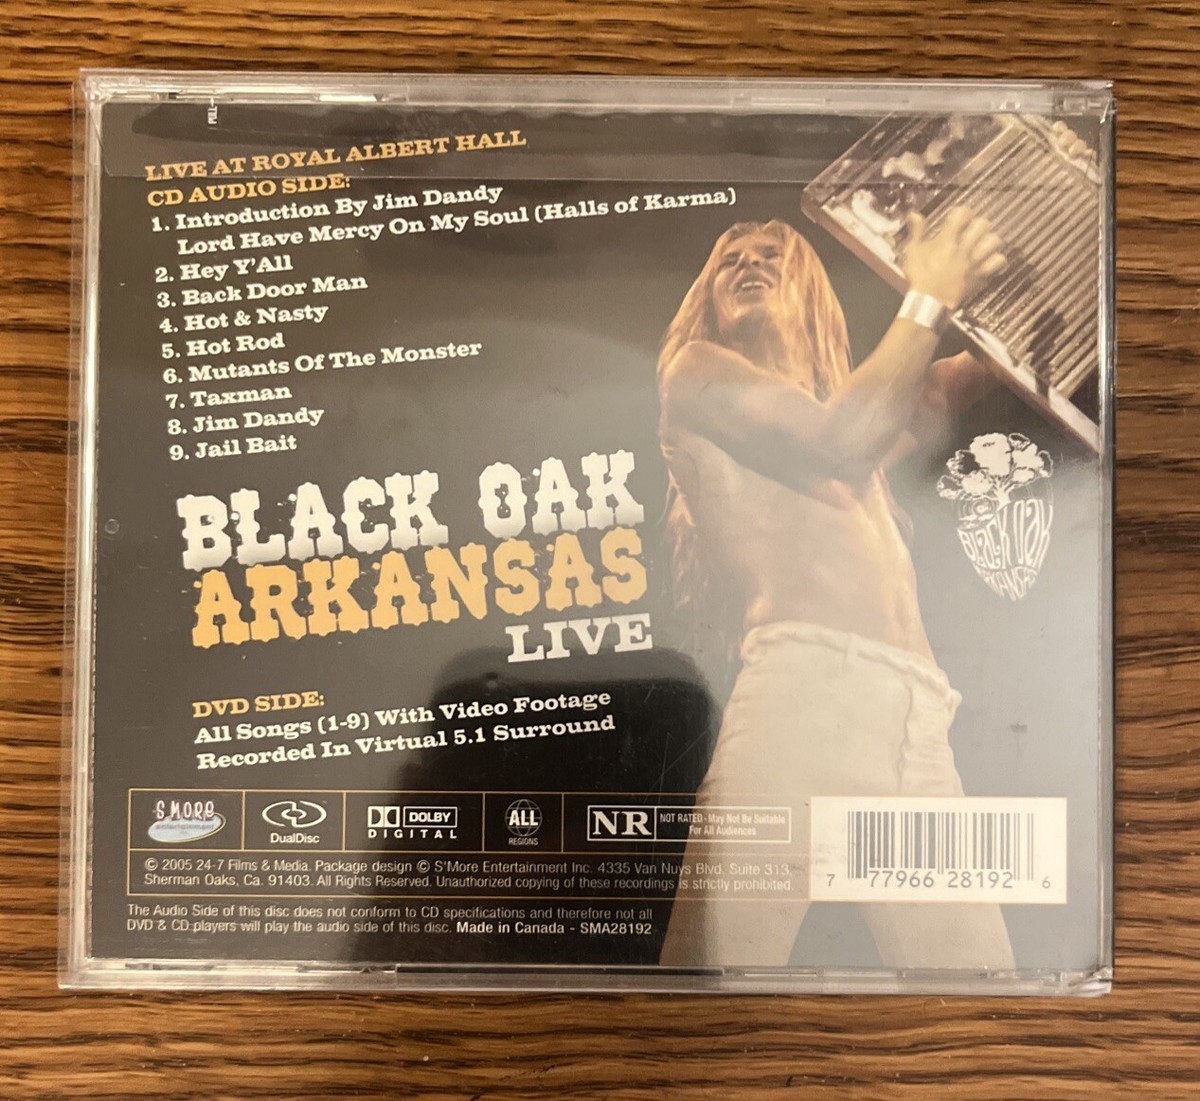 PULL
LIVE AT ROYAL ALBERT HALL
CD AUDIO SIDE:
1. Introduction By Jim Dandy
Lord Have Mercy On My Soul (Halls of Karma)
2. Hey Y'All
3. Back Door Man
4. Hot & Nasty
5. Hot Rod
6. Mutants Of The Monster
7. Taxman
8. Jim Dandy
9. Jail Bait
BLACK OAK
ARKANSAS
LIVE
BLACK OAK
ARKANSAS
DVD SIDE:
All Songs (1-9) With Video Footage
Recorded In Virtual 5.1 Surround
S'MORE
entertainment
DualDisc
DOLBY
DIGITAL
ALL
REGIONS
NR
NOT RATED - May Not Be Suitable
For All Audiences
© 2005 24-7 Films & Media. Package design © S'More Entertainment Inc. 4335 Van Nuys Blvd. Suite 313,
Sherman Oaks, Ca. 91403. All Rights Reserved. Unauthorized copying of these recordings is strictly prohibited.
7 77966 28192 6
The Audio Side of this disc does not conform to CD specifications and therefore not all
DVD & CD players will play the audio side of this disc. Made in Canada - SMA28192